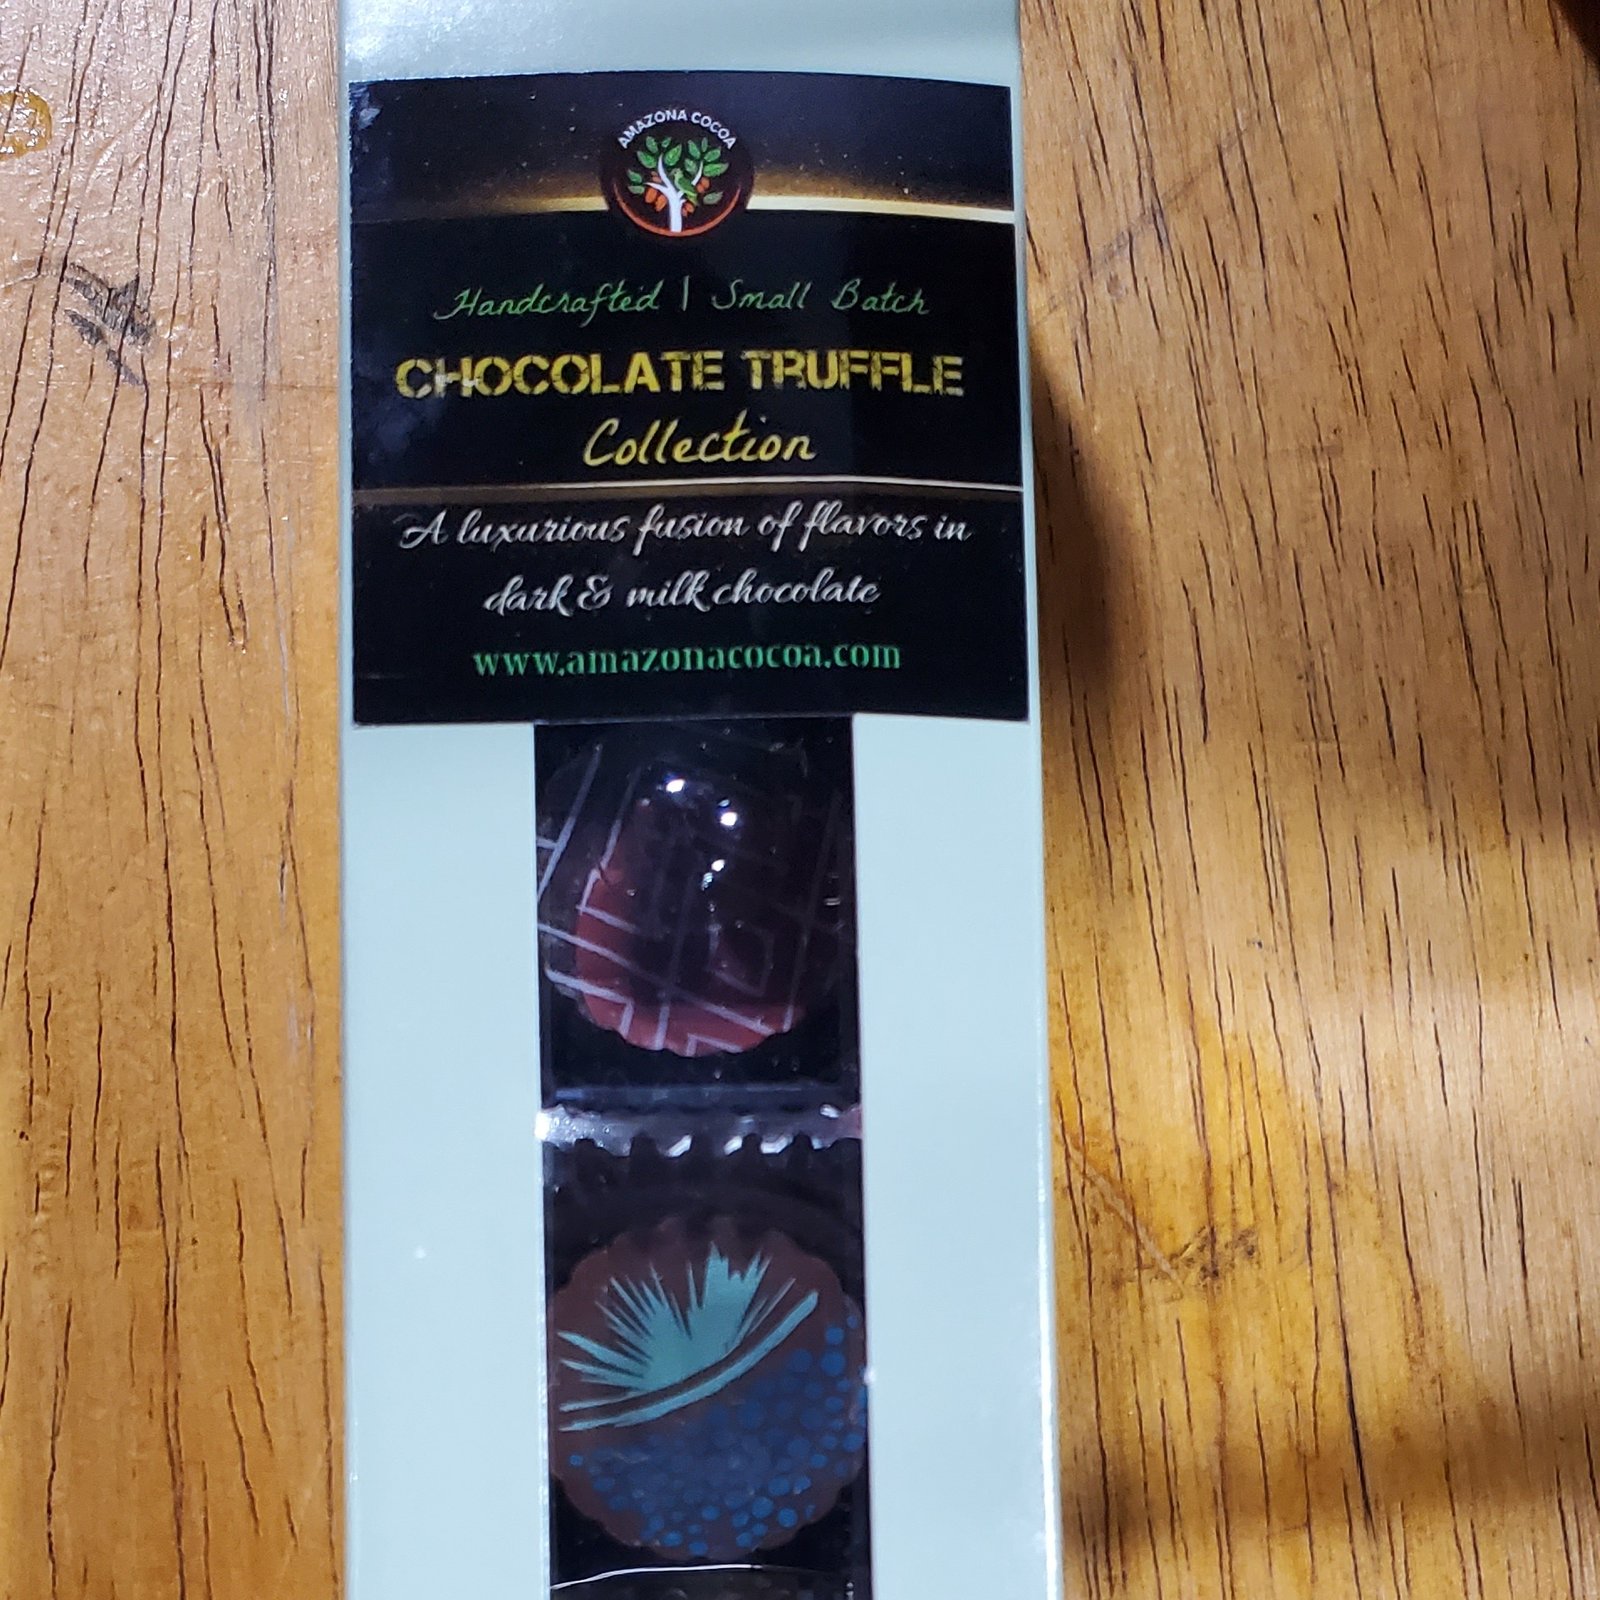 AMAZONA COCOA
Handcrafted | Small Batch
CHOCOLATE TRUFFLE
Collection
A luxurious fusion of flavors in
dark & milk chocolate
www.amazonacocoa.com